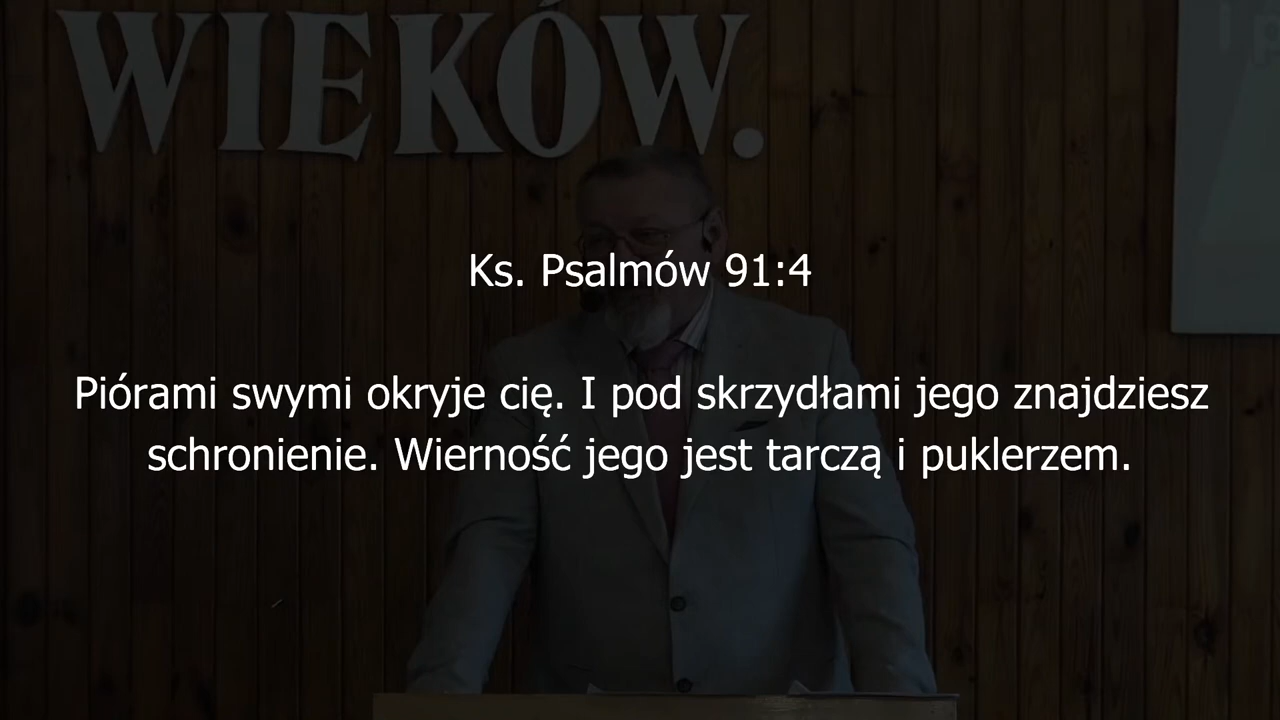 WIEKÓW.
Ks. Psalmów 91:4
Piórami swymi okryje cię. I pod skrzydłami jego znajdziesz
schronienie. Wierność jego jest tarczą i puklerzem.